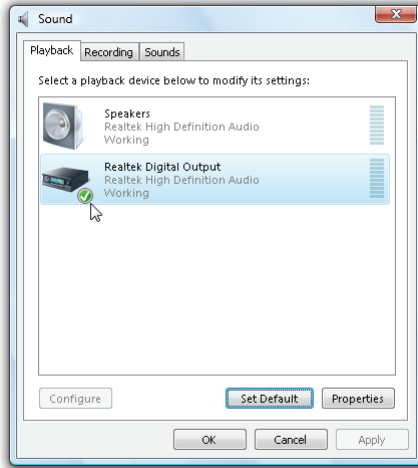 Sound
Playback Recording Sounds
Select a playback device below to modify its settings:
Speakers
Realtek High Definition Audio
Working
Realtek Digital Output
Realtek High Definition Audio
Working
Configure Set Default Properties
OK Cancel Apply